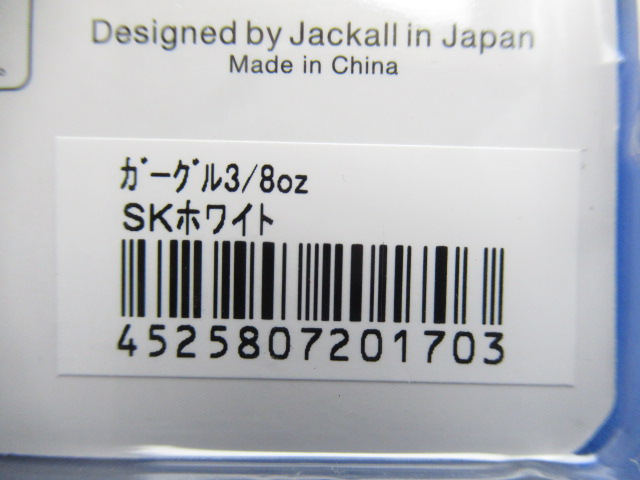 Designed by Jackall in Japan
Made in China
ガーグル3/8oz
SKホワイト
4525807201703